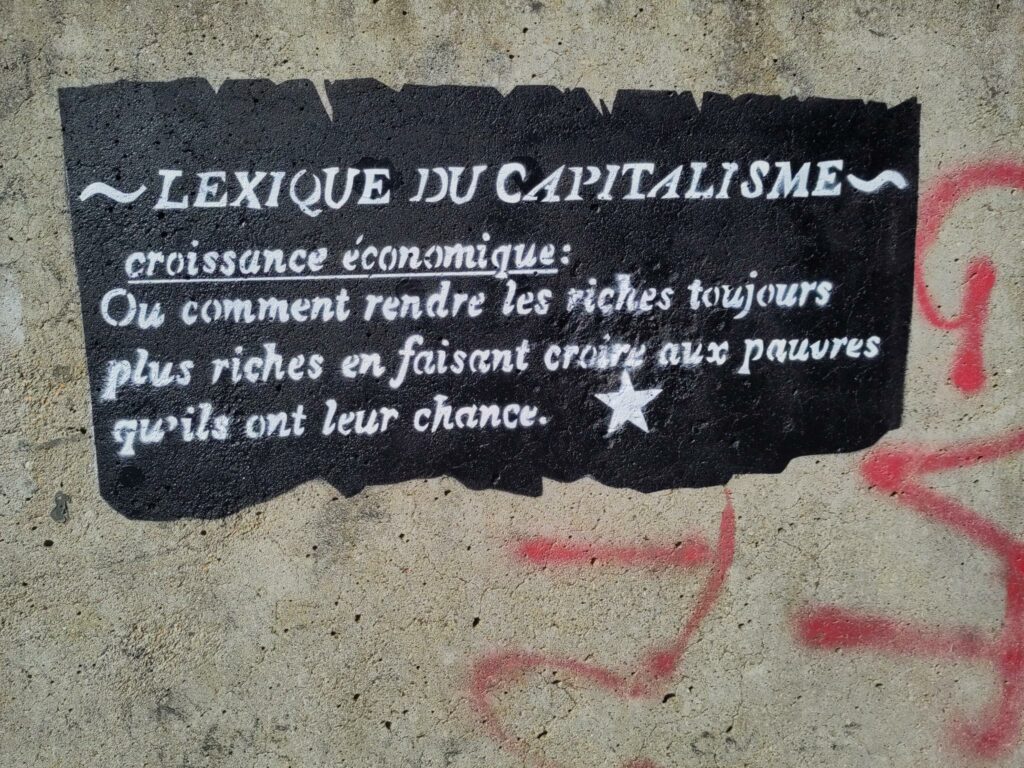 ~ LEXIQUE DU CAPITALISME ~
croissance économique:
Ou comment rendre les riches toujours
plus riches en faisant croire aux pauvres
qu'ils ont leur chance.